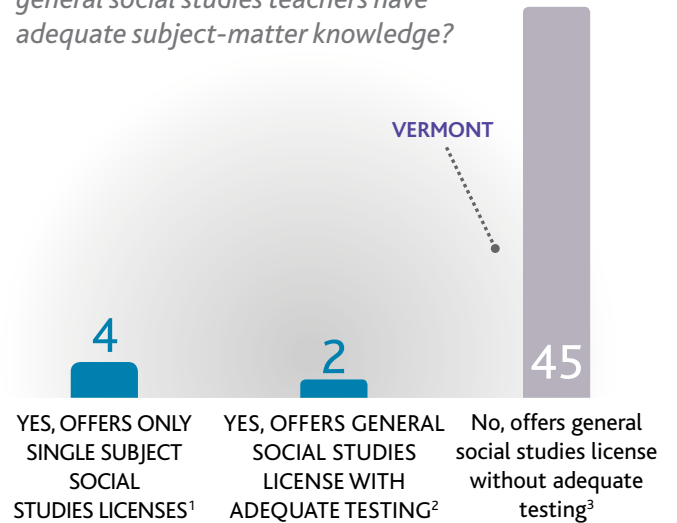 general social studies teachers have
adequate subject-matter knowledge?
VERMONT
4
2
45
YES, OFFERS ONLY
SINGLE SUBJECT
SOCIAL
STUDIES LICENSES¹
YES, OFFERS GENERAL
SOCIAL STUDIES
LICENSE WITH
ADEQUATE TESTING²
No, offers general
social studies license
without adequate
testing³